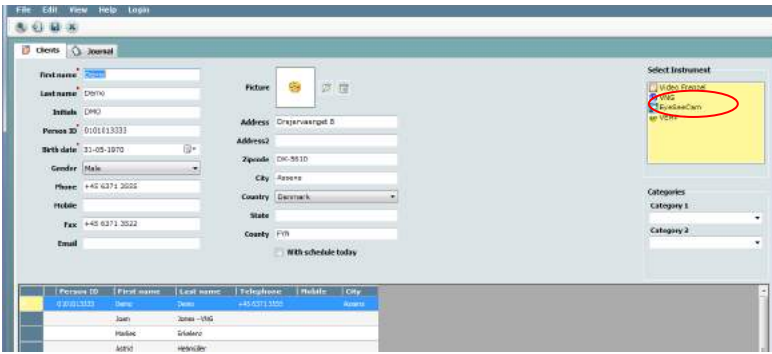 File Edit View Help Login
Clients Journal
First name* Demo
Last name* Demo
Initials DMO
Person ID* 0101013333
Birth date* 31-05-1970
Gender Male
Phone +45 6371 3555
Mobile
Fax +45 6371 3522
Email
Picture
Address Drejervaenget 8
Address2
Zipcode DK-5610
City Assens
Country Danmark
State
County FYN
With schedule today
Select Instrument
Video Frenzel
VNG
EyeSeeCam
VEMP
Categories
Category 1
Category 2
Person ID First name Last name Telephone Mobile City
0101013333 Demo Demo +45 6371 3555 Assens
Joan Jones -VNG
Marlies
Astrid